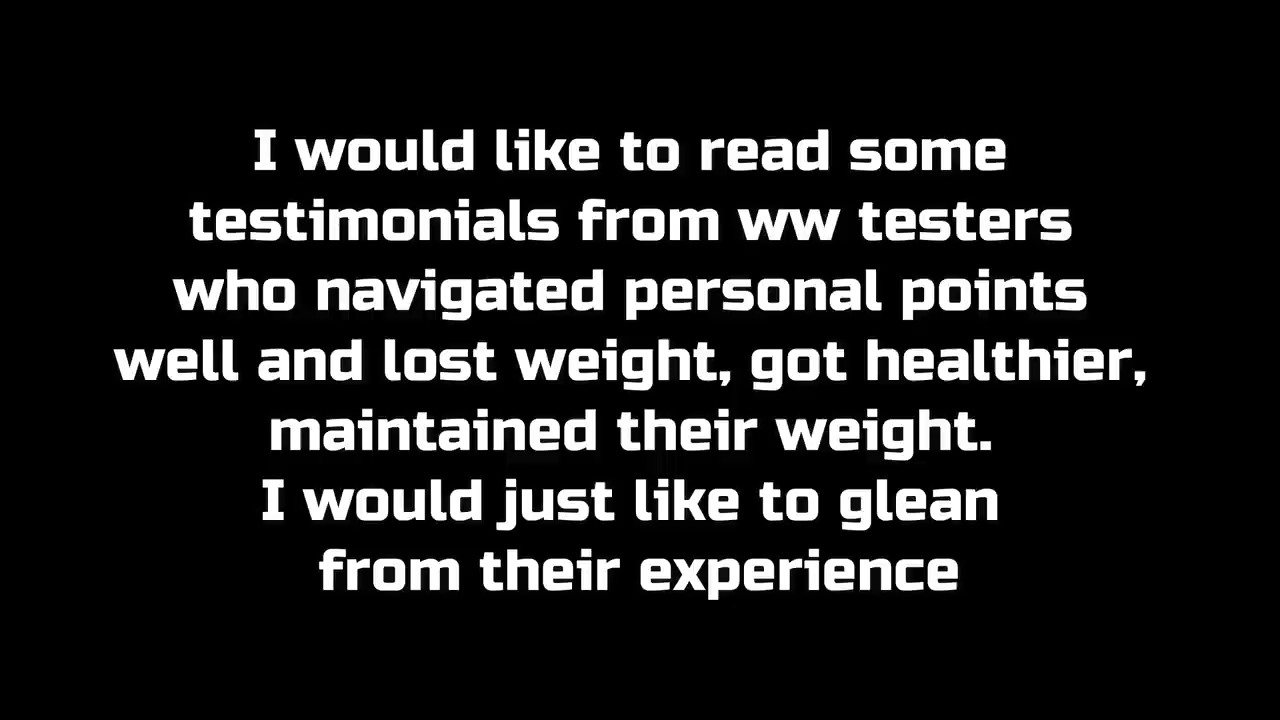 I would like to read some
testimonials from ww testers
who navigated personal points
well and lost weight, got healthier,
maintained their weight.
I would just like to glean
from their experience